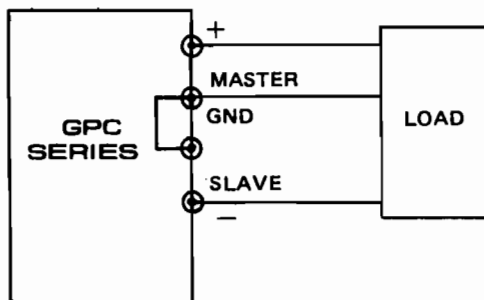 +
MASTER
GND
GPC
SERIES
LOAD
SLAVE
−